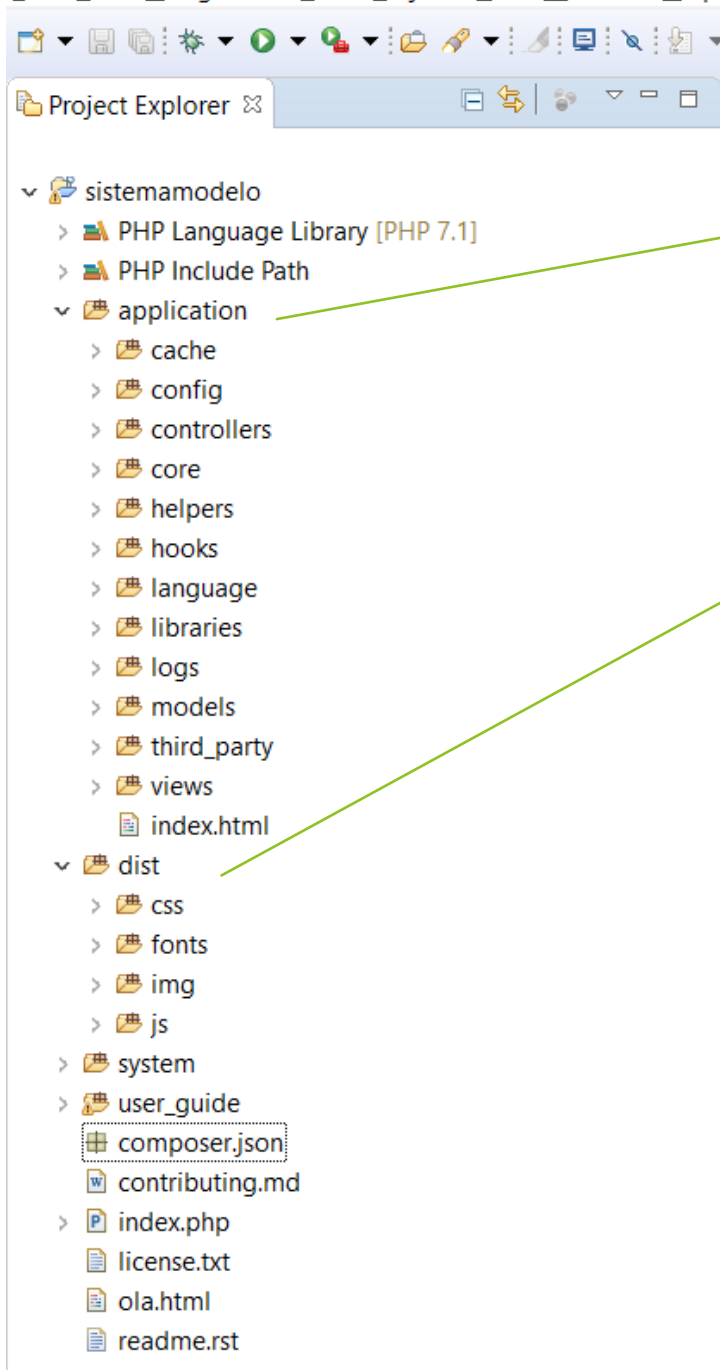 Project Explorer
sistemamodelo
PHP Language Library [PHP 7.1]
PHP Include Path
application
cache
config
controllers
core
helpers
hooks
language
libraries
logs
models
third_party
views
index.html
dist
css
fonts
img
js
system
user_guide
composer.json
contributing.md
index.php
license.txt
ola.html
readme.rst